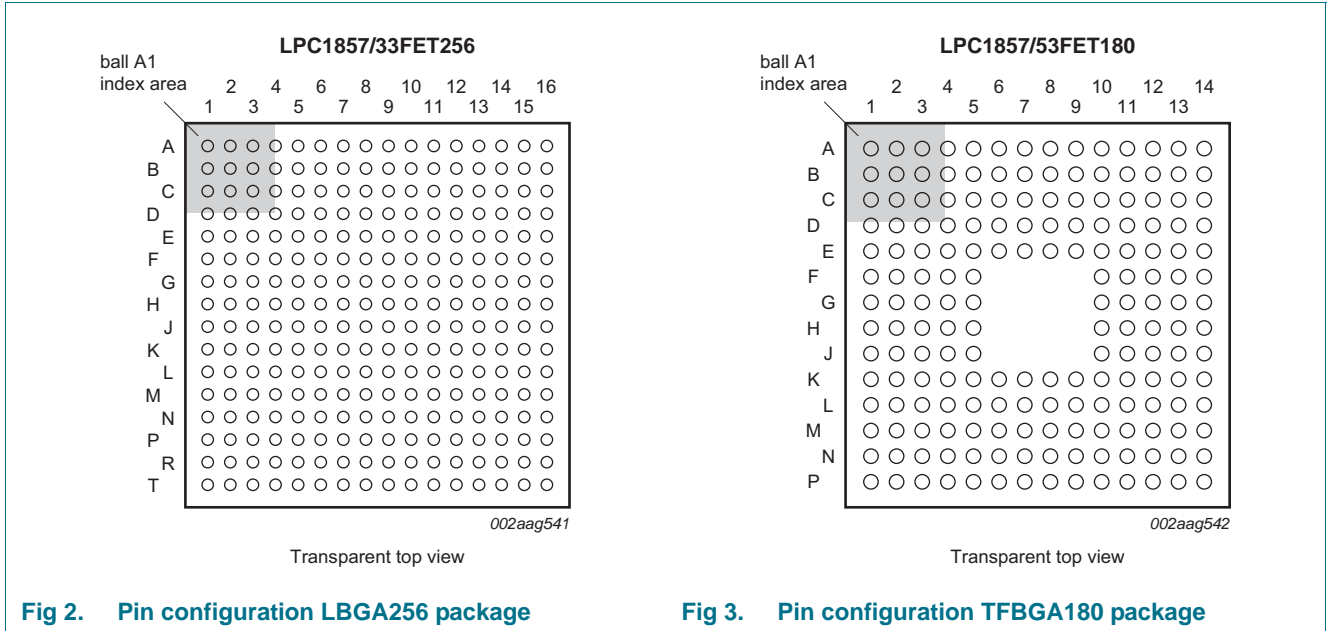 LPC1857/33FET256
ball A1
index area
2 4 6 8 10 12 14 16
1 3 5 7 9 11 13 15
A
B
C
D
E
F
G
H
J
K
L
M
N
P
R
T
002aag541
Transparent top view
Fig 2. Pin configuration LBGA256 package
LPC1857/53FET180
ball A1
index area
2 4 6 8 10 12 14
1 3 5 7 9 11 13
A
B
C
D
E
F
G
H
J
K
L
M
N
P
002aag542
Transparent top view
Fig 3. Pin configuration TFBGA180 package